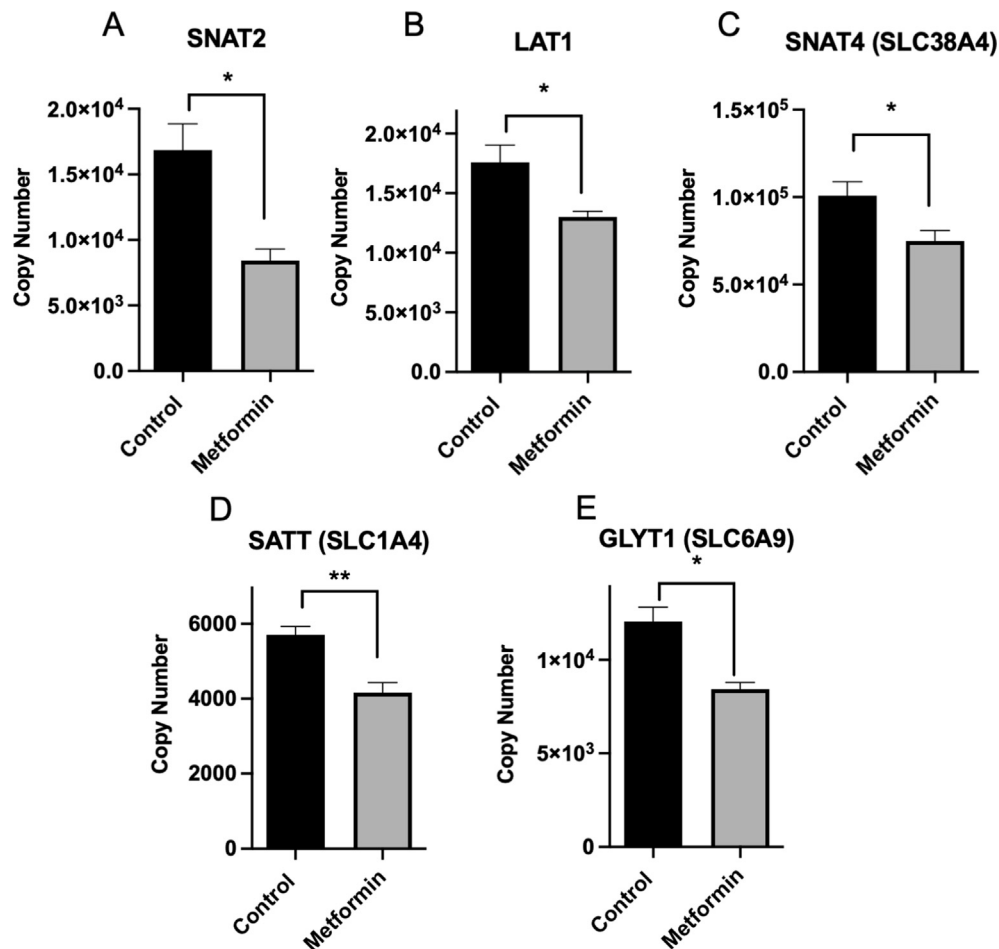 A
SNAT2
*
2.0×10⁴
1.5×10⁴
1.0×10⁴
5.0×10³
0.0
Copy Number
Control
Metformin
B
LAT1
*
2.0×10⁴
1.5×10⁴
1.0×10⁴
5.0×10³
0.0
Copy Number
Control
Metformin
C
SNAT4 (SLC38A4)
*
1.5×10⁵
1.0×10⁵
5.0×10⁴
0.0
Copy Number
Control
Metformin
D
SATT (SLC1A4)
**
6000
4000
2000
0
Copy Number
Control
Metformin
E
GLYT1 (SLC6A9)
*
1×10⁴
5×10³
0
Copy Number
Control
Metformin